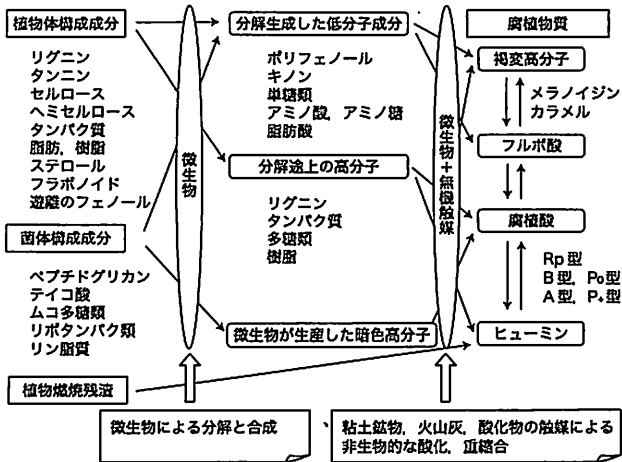 植物体構成成分
リグニン
タンニン
セルロース
ヘミセルロース
タンパク質
脂肪, 樹脂
ステロール
フラボノイド
遊離のフェノール
菌体構成成分
ペプチドグリカン
テイコ酸
ムコ多糖類
リポタンパク類
リン脂質
植物燃焼残渣
微生物
分解生成した低分子成分
ポリフェノール
キノン
単糖類
アミノ酸, アミノ糖
脂肪酸
分解途上の高分子
リグニン
タンパク質
多糖類
樹脂
微生物が生産した暗色高分子
微生物+無機触媒
腐植物質
褐変高分子
メラノイジン
カラメル
フルボ酸
腐植酸
Rp型
B型, P₀型
A型, P₊型
ヒューミン
微生物による分解と合成
、
粘土鉱物, 火山灰, 酸化物の触媒による
非生物的な酸化, 重縮合